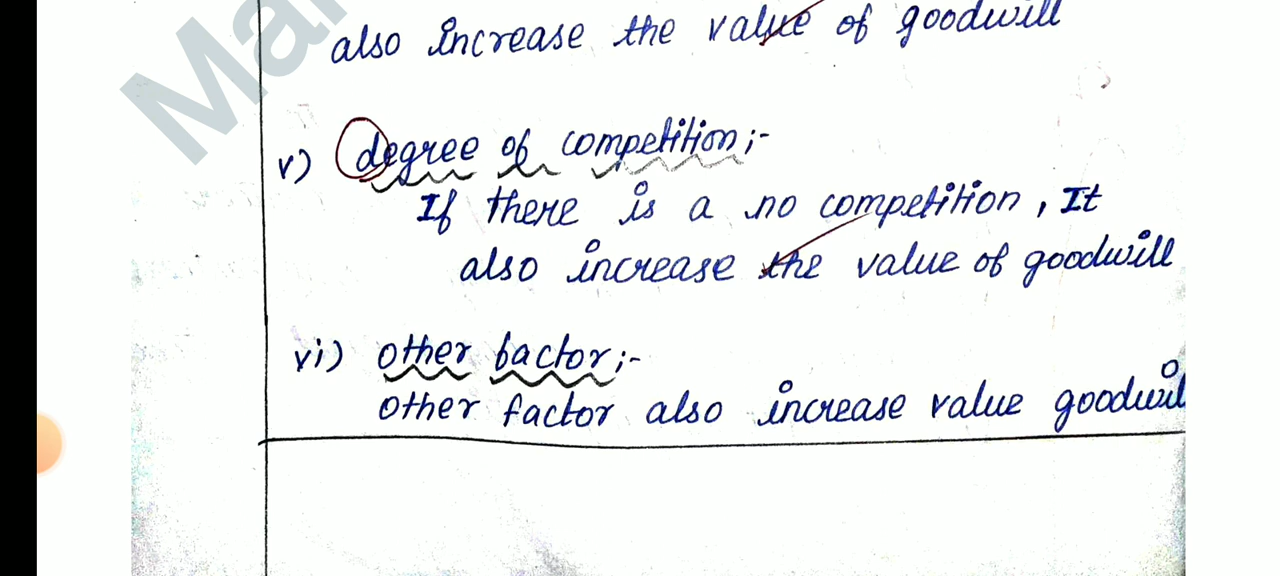 also increase the value of goodwill
v) degree of competition;-
If there is a no competition, It
also increase the value of goodwill
vi) other factor;-
other factor also increase value goodwil